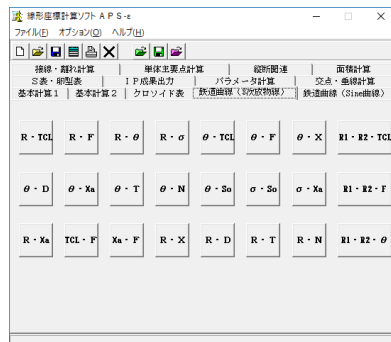 線形座標計算ソフトＡＰＳ-ε
ファイル(F) オプション(O) ヘルプ(H)
接線・離れ計算 単体主要点計算 縦断関連 面積計算
Ｓ表・卵型表 ＩＰ成果出力 パラメータ計算 交点・垂線計算
基本計算１ 基本計算２ クロソイド表 鉄道曲線（3次放物線） 鉄道曲線（Sine曲線）
R・TCL R・F R・θ R・σ θ・TCL θ・F θ・X R1・R2・TCL
θ・D θ・Xa θ・T θ・N θ・So σ・So σ・Xa R1・R2・F
R・Xa TCL・F Xa・F R・X R・D R・T R・N R1・R2・θ